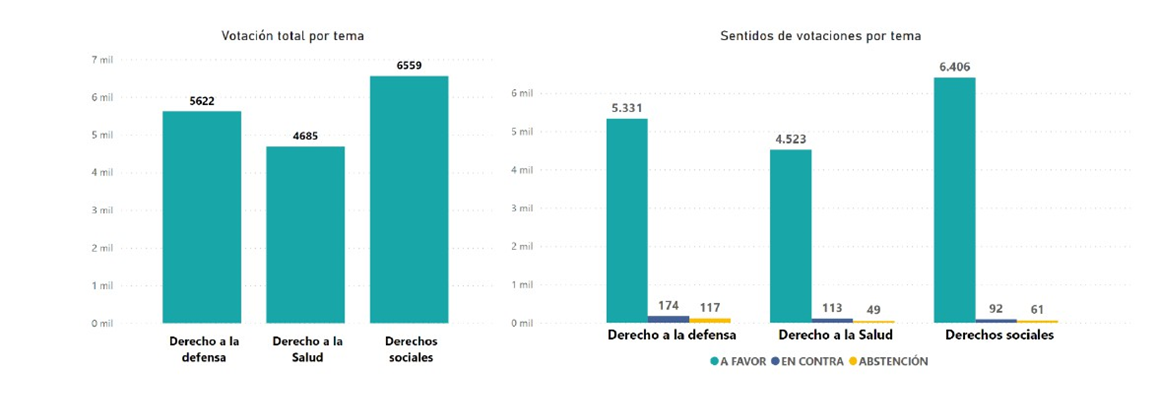 Votación total por tema
7 mil
6 mil
5 mil
4 mil
3 mil
2 mil
1 mil
0 mil
5622
4685
6559
Derecho a la
defensa
Derecho a la
Salud
Derechos
sociales
Sentidos de votaciones por tema
6 mil
5 mil
4 mil
3 mil
2 mil
1 mil
0 mil
5.331
174
117
4.523
113
49
6.406
92
61
Derecho a la defensa
Derecho a la Salud
Derechos sociales
A FAVOR EN CONTRA ABSTENCIÓN